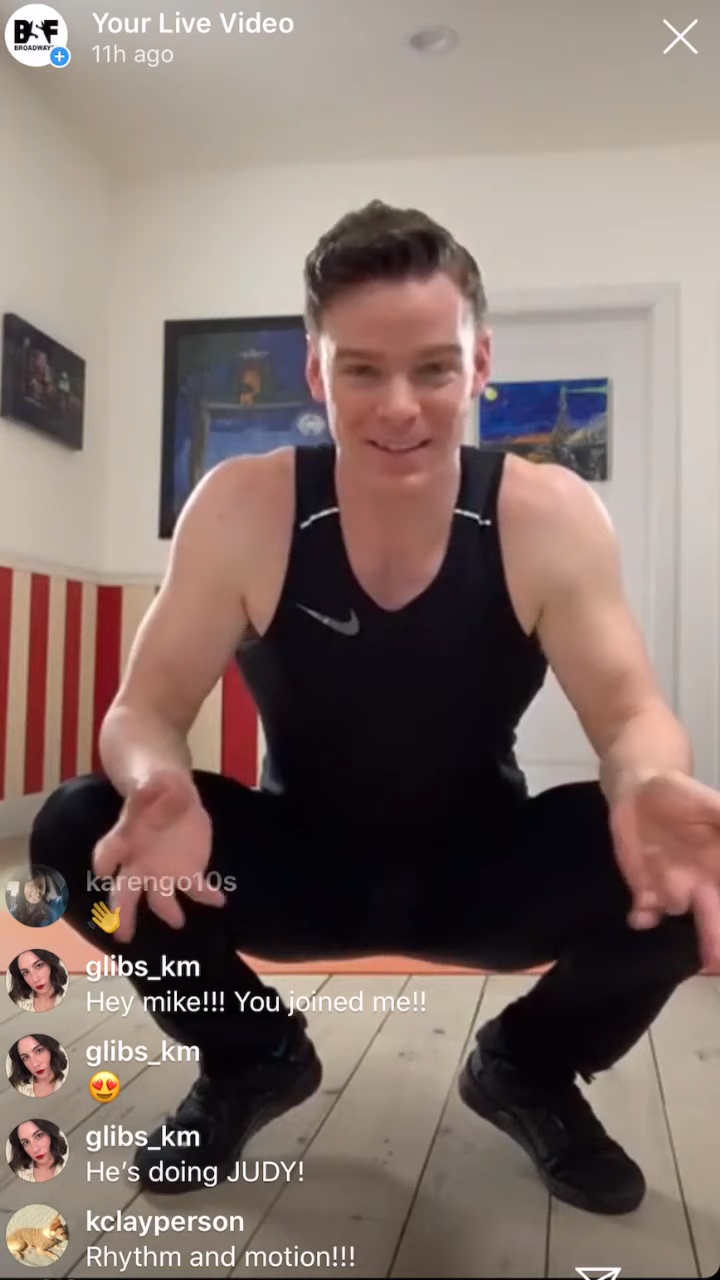 BSF
BROADWAY
Your Live Video
11h ago
karengo10s
👋
glibs_km
Hey mike!!! You joined me!!
glibs_km
😍
glibs_km
He's doing JUDY!
kclayperson
Rhythm and motion!!!